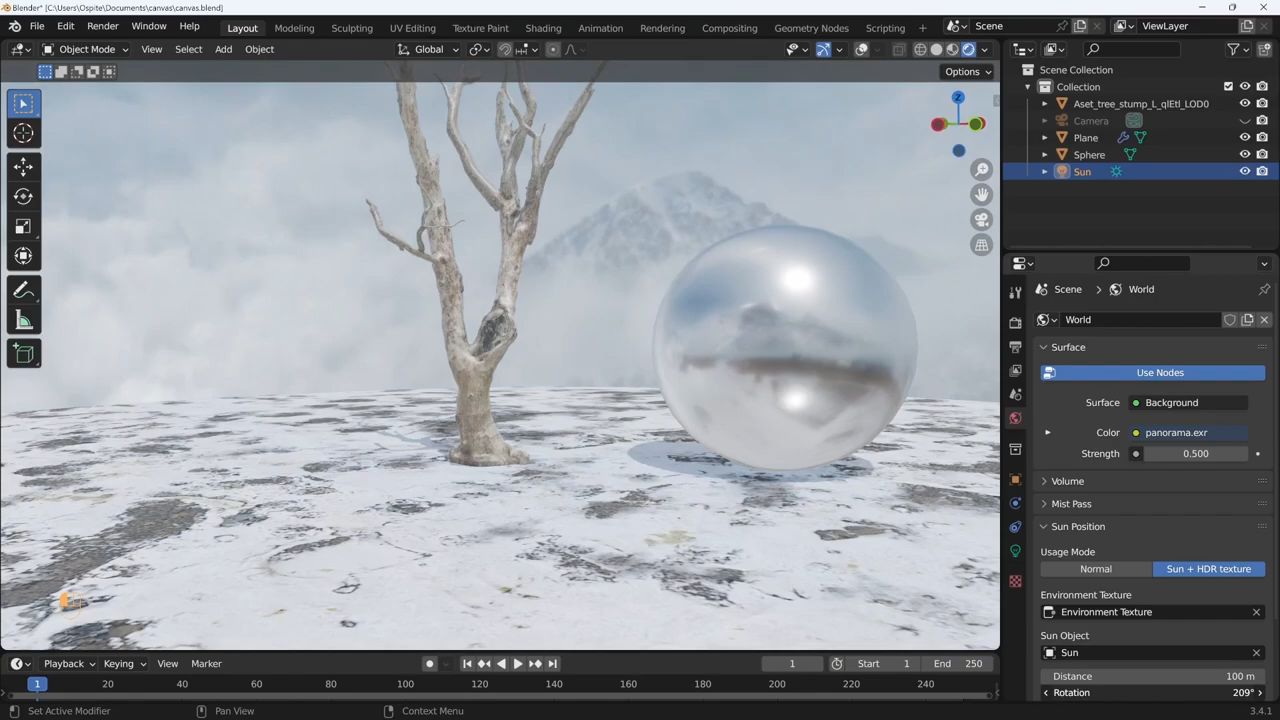 Blender* [C:\Users\Ospite\Documents\canvas\canvas.blend]
File Edit Render Window Help Layout Modeling Sculpting UV Editing Texture Paint Shading Animation Rendering Compositing Geometry Nodes Scripting + Scene ViewLayer
Object Mode View Select Add Object Global
Options
Z
Scene Collection
Collection
Aset_tree_stump_L_qlEtl_LOD0
Camera
Plane
Sphere
Sun
Scene > World
World
Surface
Use Nodes
Surface Background
Color panorama.exr
Strength 0.500
Volume
Mist Pass
Sun Position
Usage Mode
Normal Sun + HDR texture
Environment Texture
Environment Texture
Sun Object
Sun
Distance 100 m
Rotation 209°
Playback Keying View Marker 1 Start 1 End 250
1 20 40 60 80 100 120 140 160 180 200 220 240
Set Active Modifier Pan View Context Menu 3.4.1